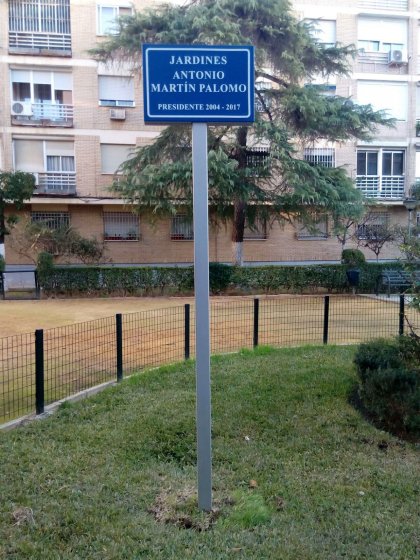 JARDINES
ANTONIO
MARTÍN PALOMO
PRESIDENTE 2004 - 2017